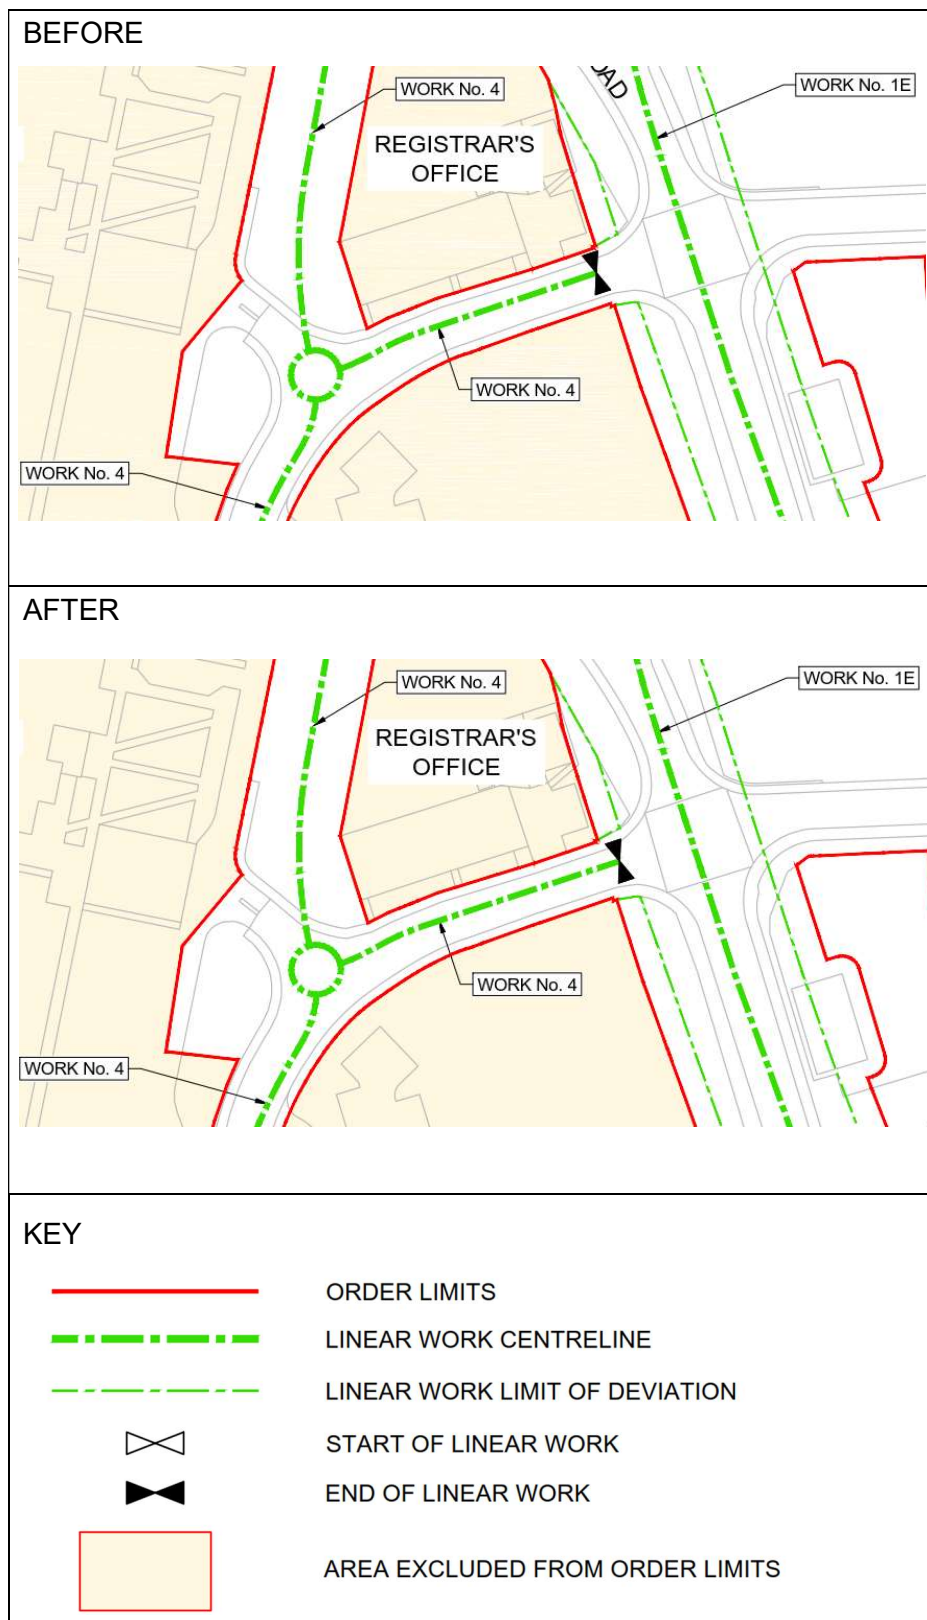 BEFORE
WORK No. 4
OAD
WORK No. 1E
REGISTRAR'S
OFFICE
WORK No. 4
WORK No. 4
AFTER
WORK No. 4
WORK No. 1E
REGISTRAR'S
OFFICE
WORK No. 4
WORK No. 4
KEY
ORDER LIMITS
LINEAR WORK CENTRELINE
LINEAR WORK LIMIT OF DEVIATION
START OF LINEAR WORK
END OF LINEAR WORK
AREA EXCLUDED FROM ORDER LIMITS